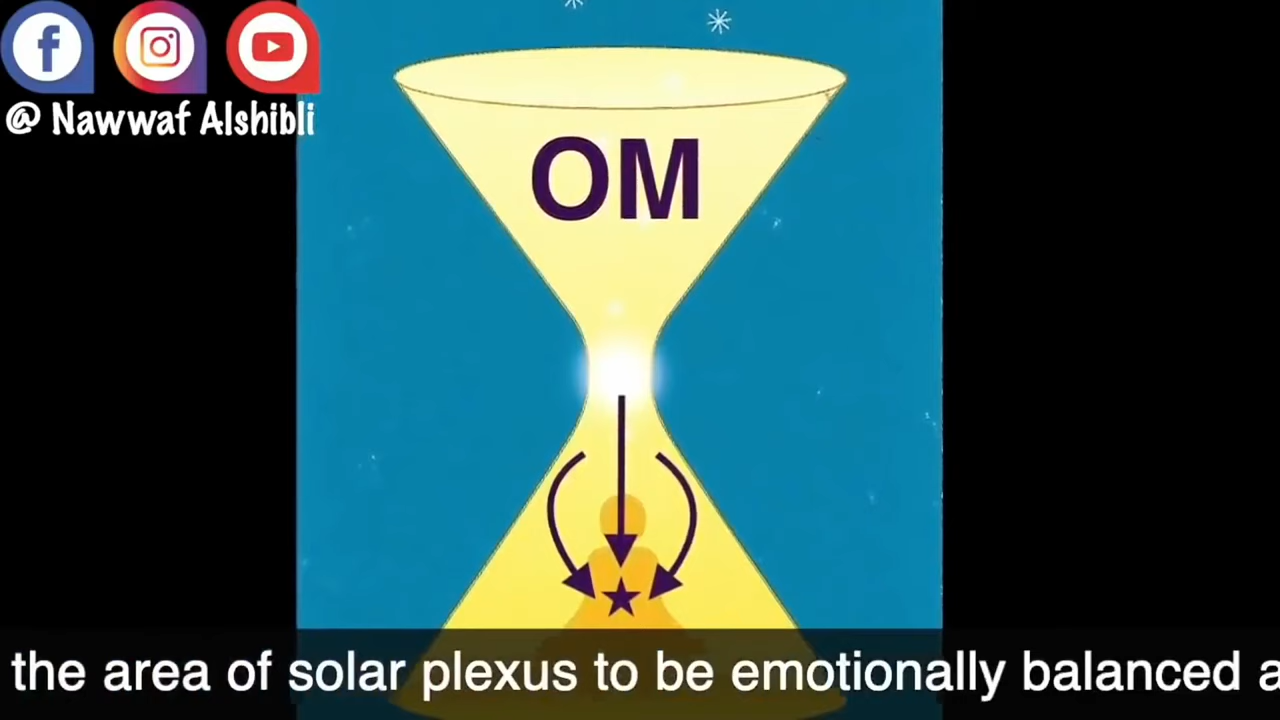 @ Nawwaf Alshibli
OM
the area of solar plexus to be emotionally balanced a